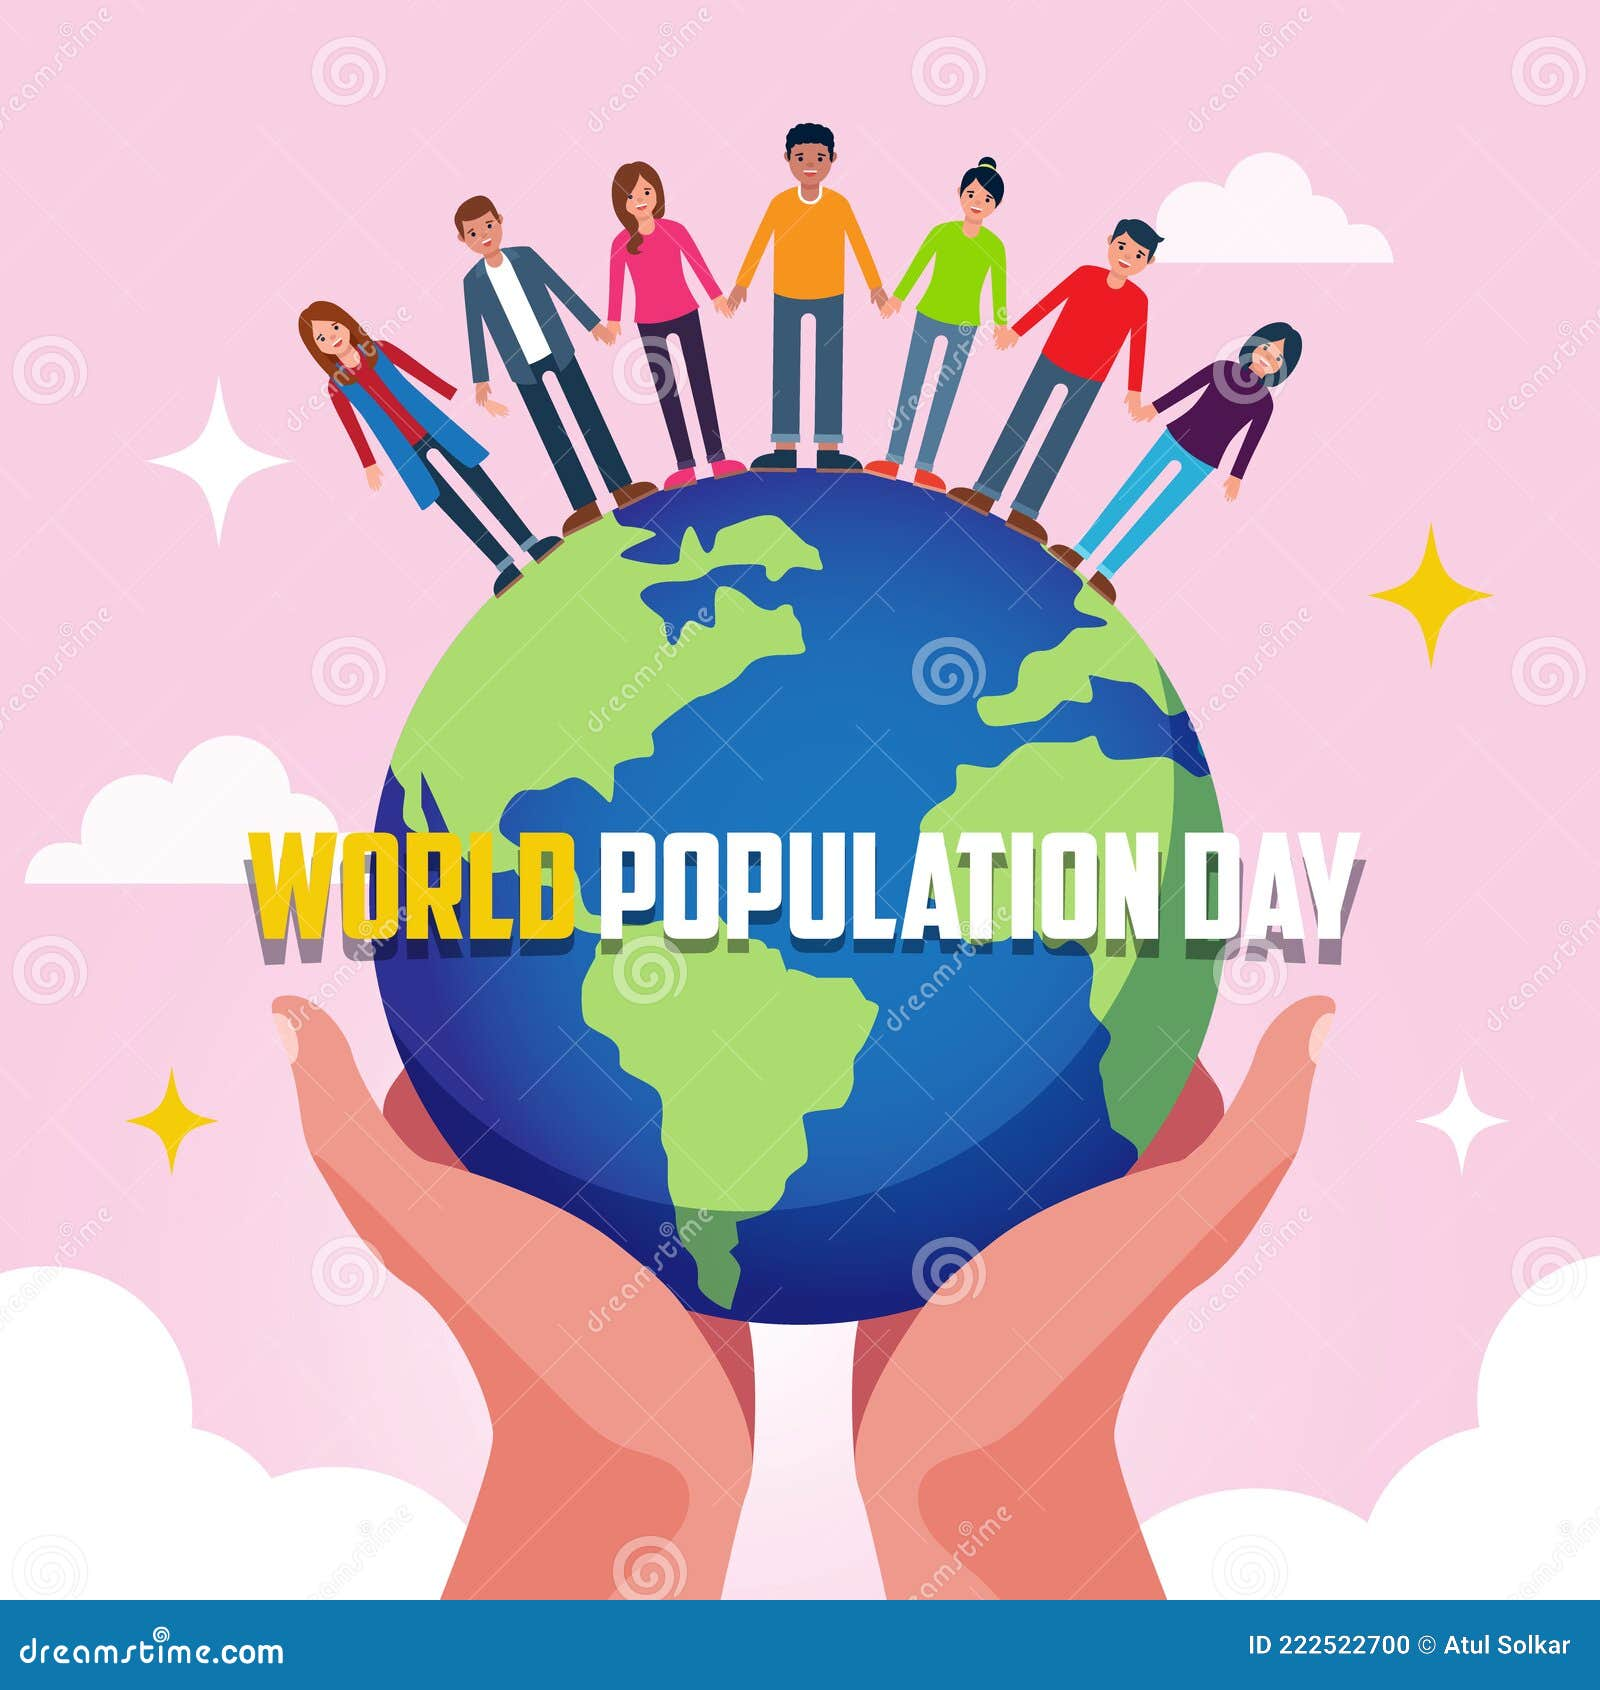 WORLD POPULATION DAY
dreamstime.com
ID 222522700 © Atul Solkar